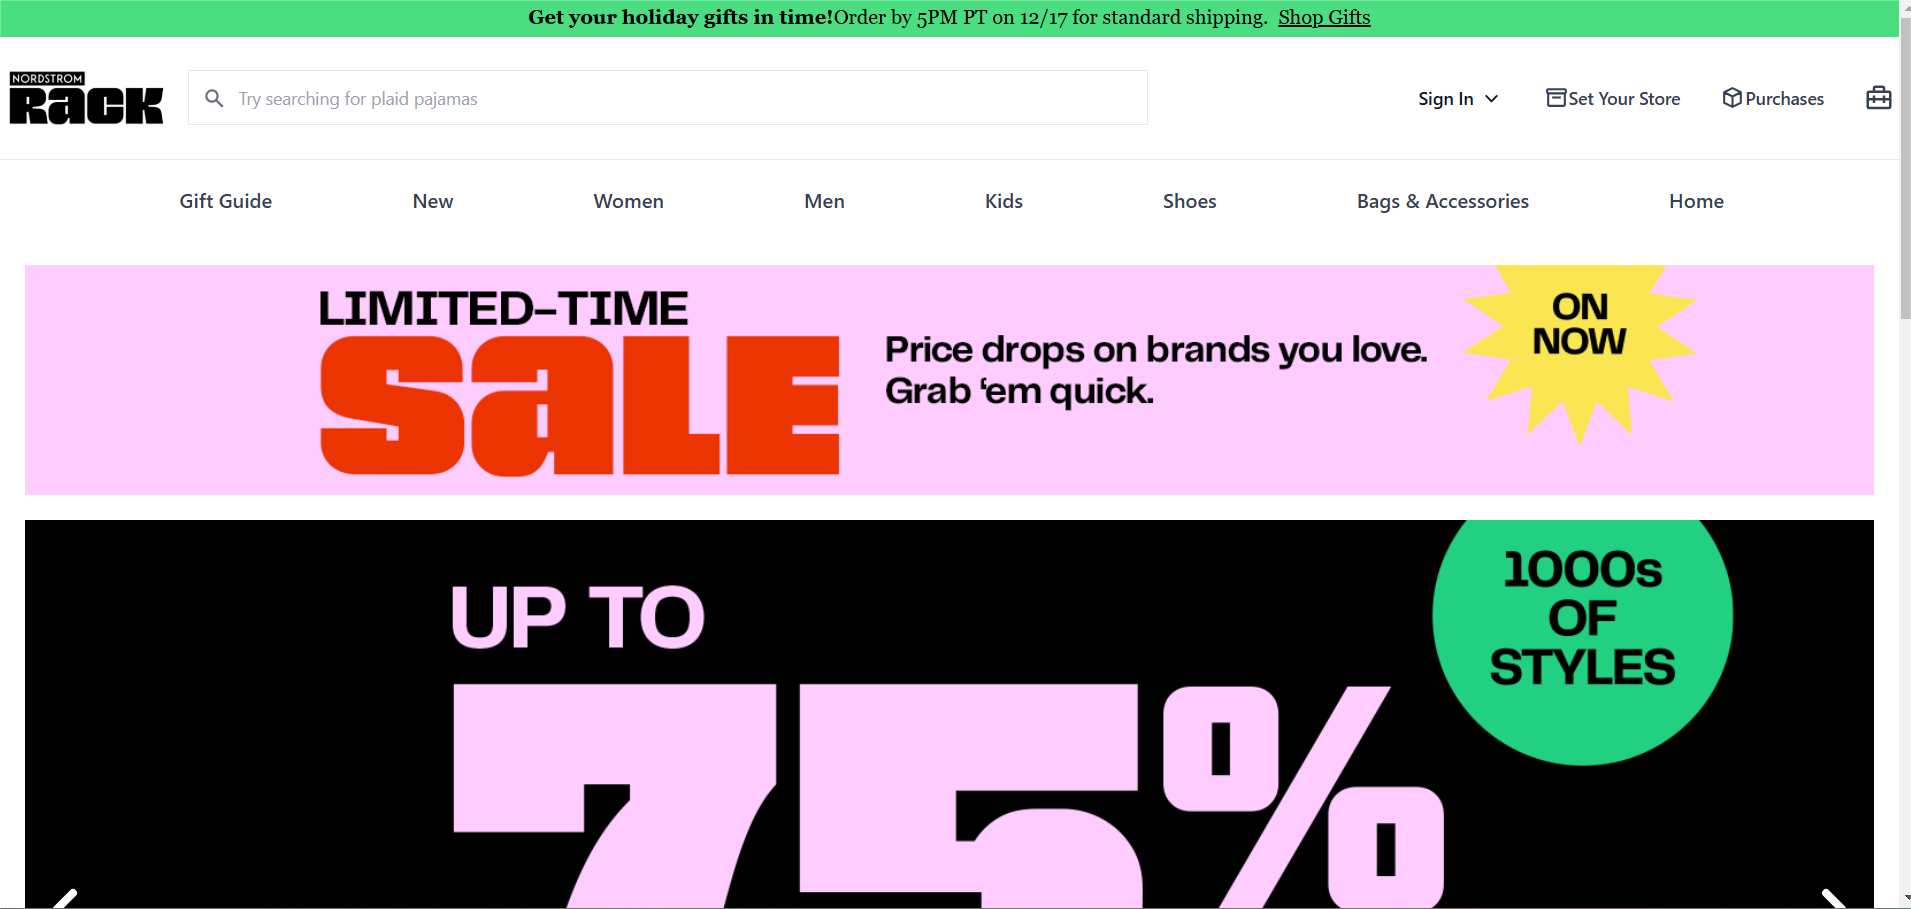 Get your holiday gifts in time!Order by 5PM PT on 12/17 for standard shipping. Shop Gifts
NORDSTROM
RACK
Try searching for plaid pajamas
Sign In
Set Your Store
Purchases
Gift Guide
New
Women
Men
Kids
Shoes
Bags & Accessories
Home
LIMITED-TIME
SALE
Price drops on brands you love.
Grab ‘em quick.
ON
NOW
UP TO
75%
1000s
OF
STYLES